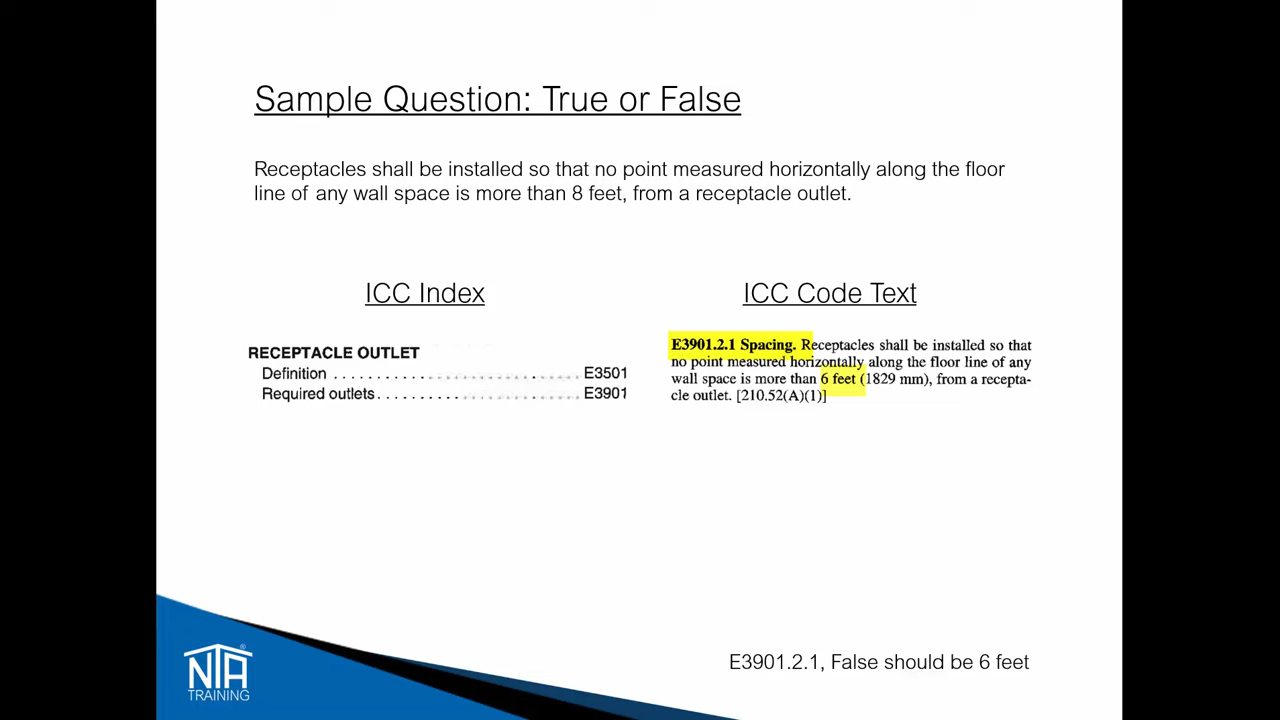 Sample Question: True or False
Receptacles shall be installed so that no point measured horizontally along the floor
line of any wall space is more than 8 feet, from a receptacle outlet.
ICC Index
RECEPTACLE OUTLET
Definition . . . . . . . . . . . . . . . . . . . . . . . . . . E3501
Required outlets. . . . . . . . . . . . . . . . . . . . . E3901
ICC Code Text
E3901.2.1 Spacing. Receptacles shall be installed so that
no point measured horizontally along the floor line of any
wall space is more than 6 feet (1829 mm), from a recepta-
cle outlet. [210.52(A)(1)]
NTA ®
TRAINING
E3901.2.1, False should be 6 feet